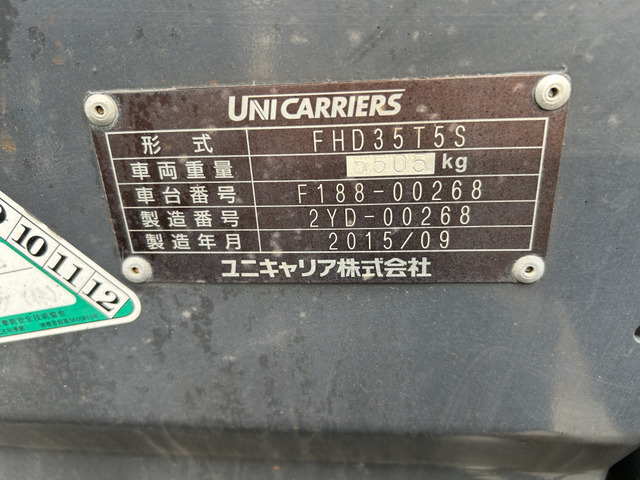 UNICARRIERS
形式 FHD35T5S
車両重量 5605kg
車台番号 F188-00268
製造番号 2YD-00268
製造年月 2015/09
ユニキャリア株式会社
10 11 12